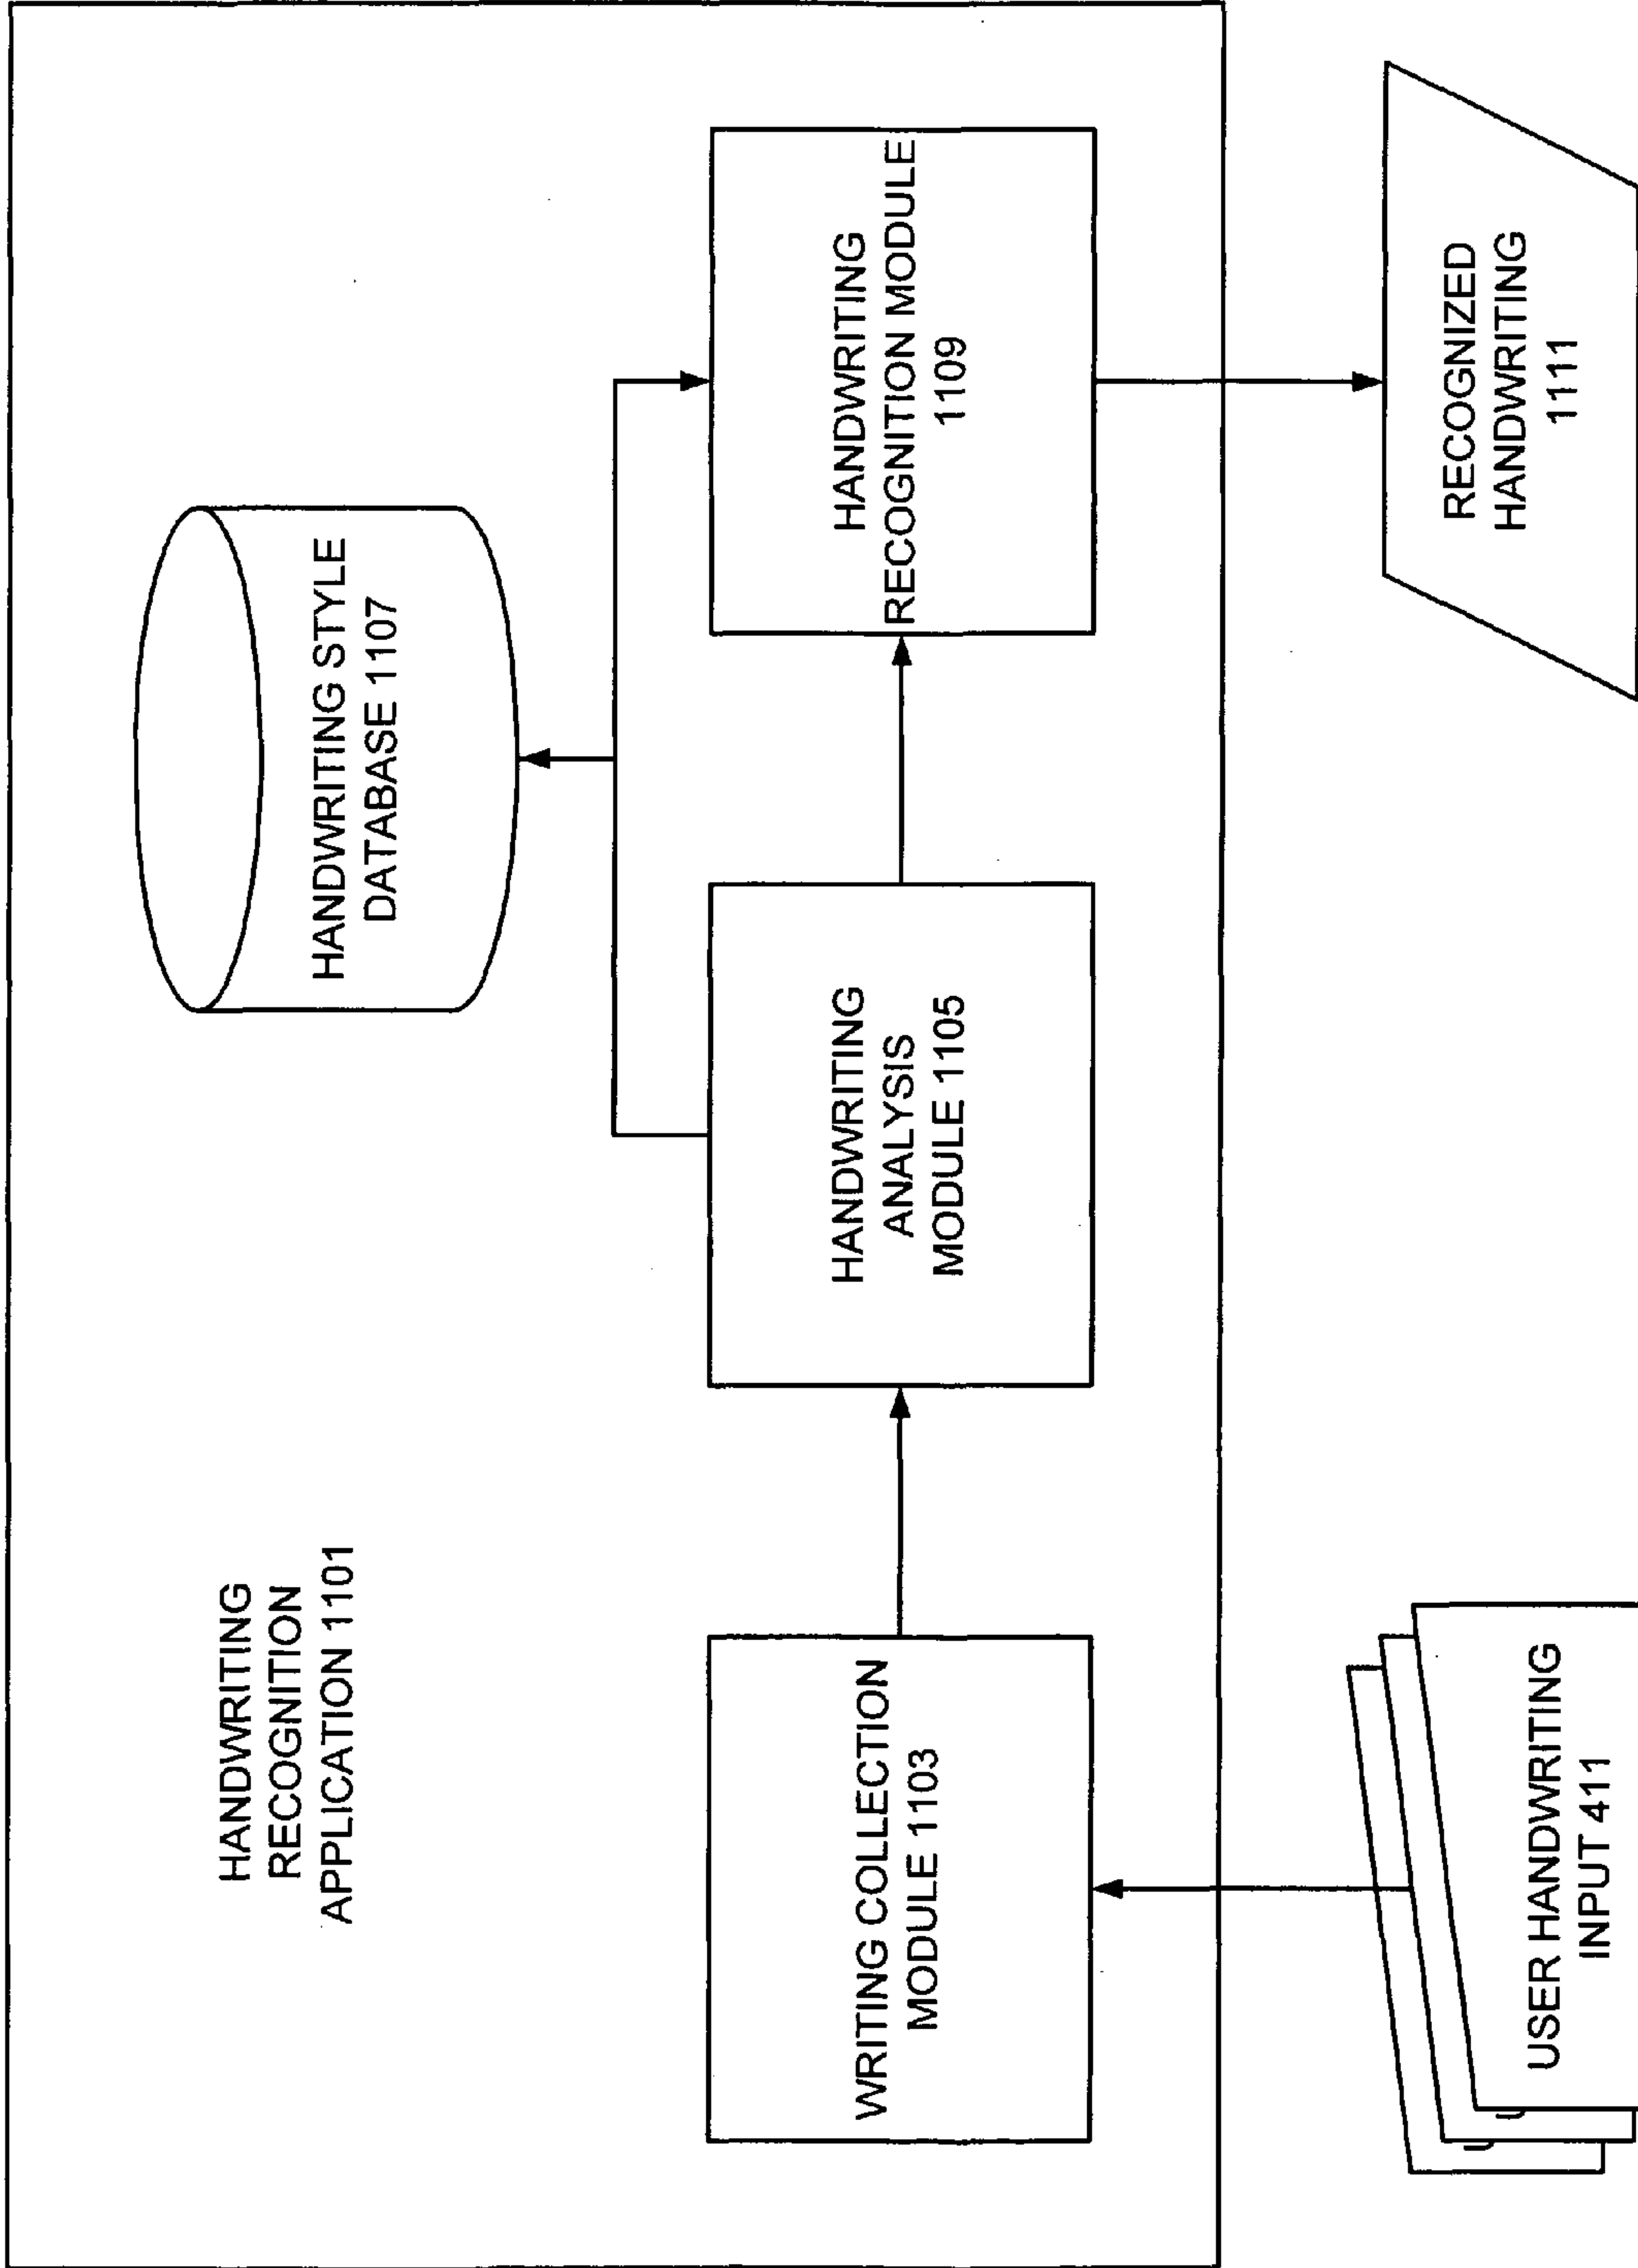 HANDWRITING
RECOGNITION
APPLICATION 1101
HANDWRITING STYLE
DATABASE 1107
WRITING COLLECTION
MODULE 1103
HANDWRITING
ANALYSIS
MODULE 1105
HANDWRITING
RECOGNITION MODULE
1109
USER HANDWRITING
INPUT 411
RECOGNIZED
HANDWRITING
1111